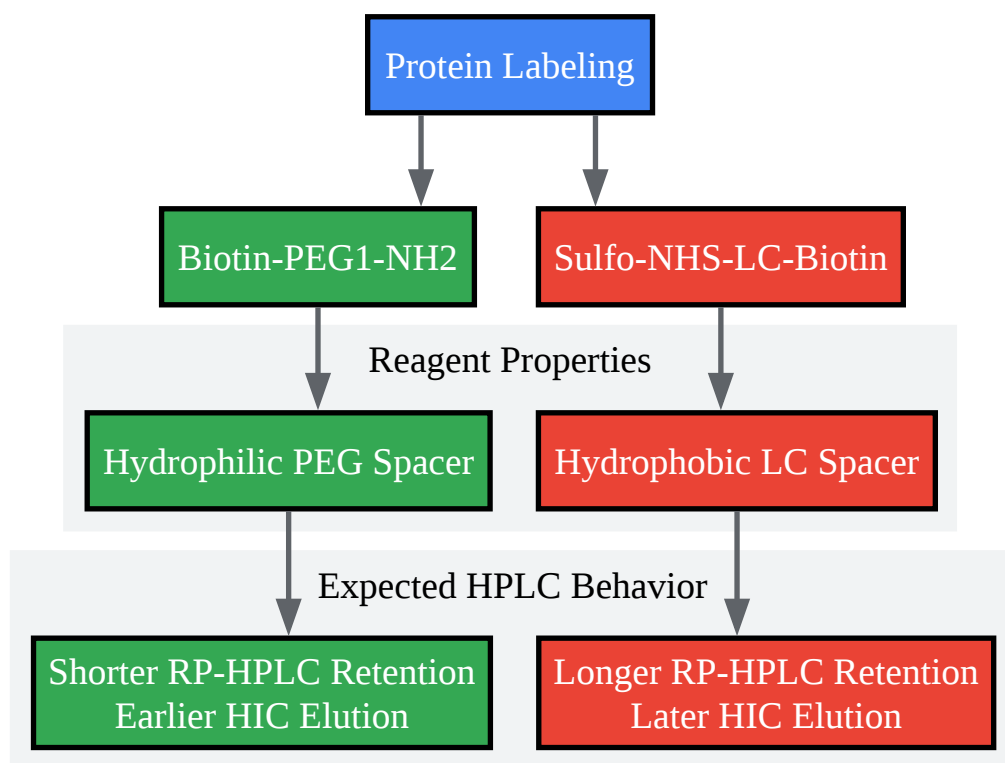 Protein Labeling
Biotin-PEG1-NH2
Sulfo-NHS-LC-Biotin
Reagent Properties
Hydrophilic PEG Spacer
Hydrophobic LC Spacer
Expected HPLC Behavior
Shorter RP-HPLC Retention
Earlier HIC Elution
Longer RP-HPLC Retention
Later HIC Elution